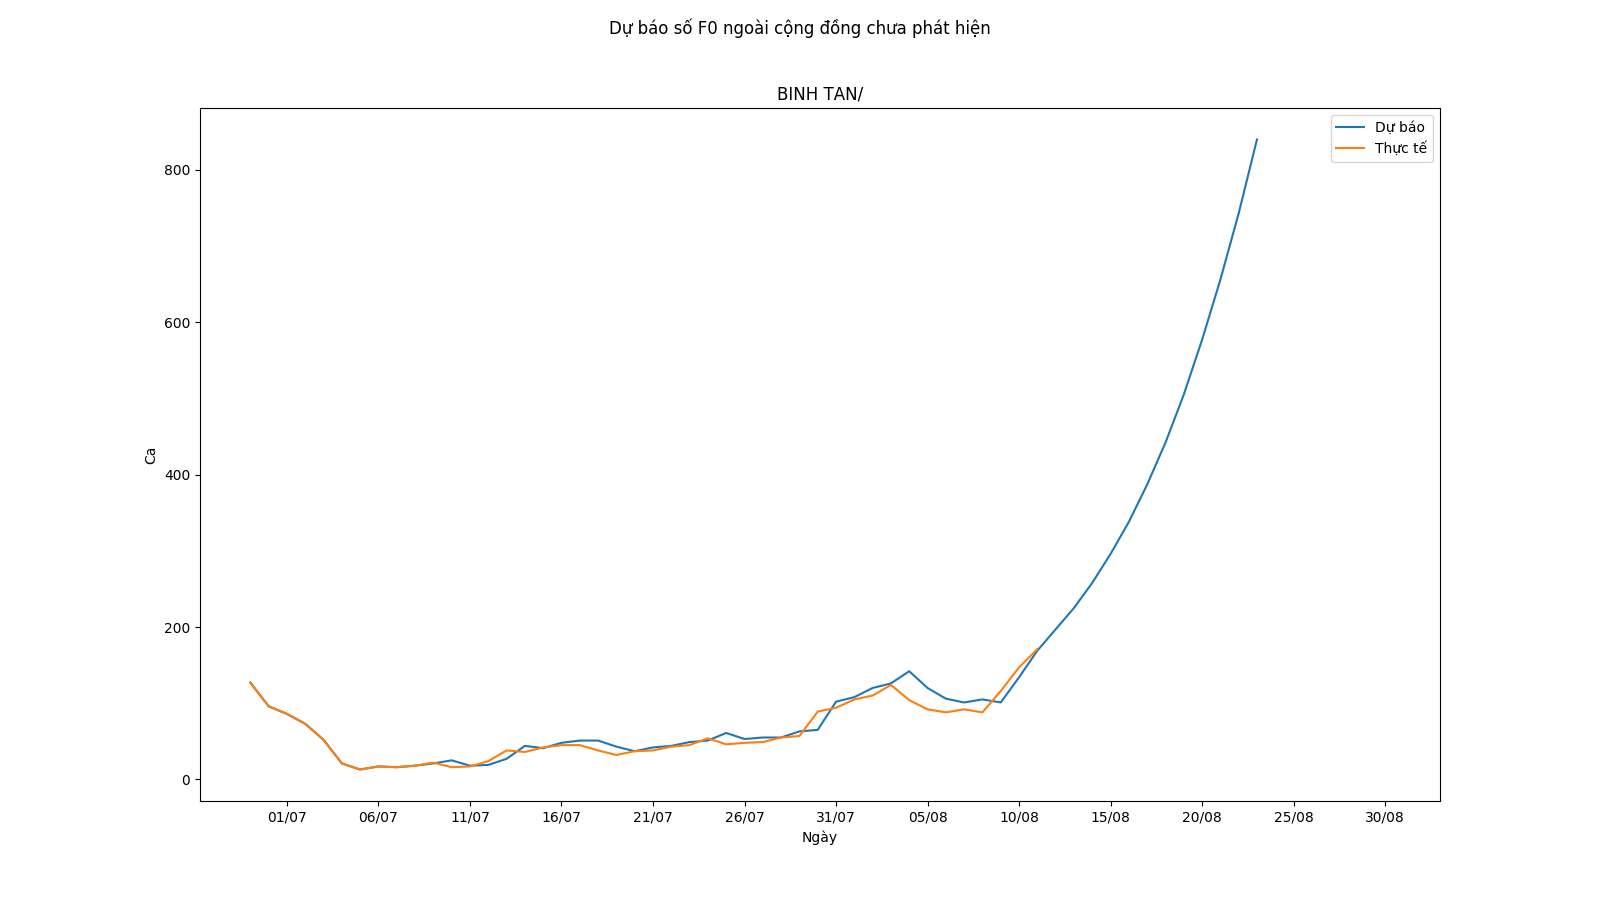 Dự báo số F0 ngoài cộng đồng chưa phát hiện
BINH TAN/
Dự báo
Thực tế
800
600
400
200
0
Ca
01/07 06/07 11/07 16/07 21/07 26/07 31/07 05/08 10/08 15/08 20/08 25/08 30/08
Ngày